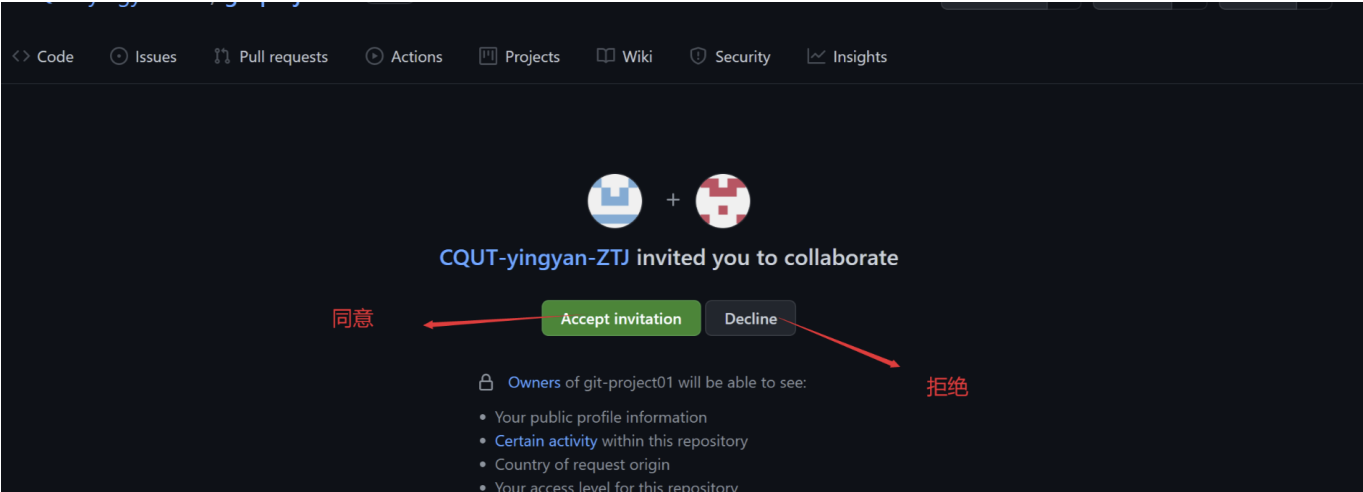 Code Issues Pull requests Actions Projects Wiki Security Insights
CQUT-yingyan-ZTJ invited you to collaborate
同意 Accept invitation Decline
Owners of git-project01 will be able to see:
拒绝
Your public profile information
Certain activity within this repository
Country of request origin
Your access level for this repository